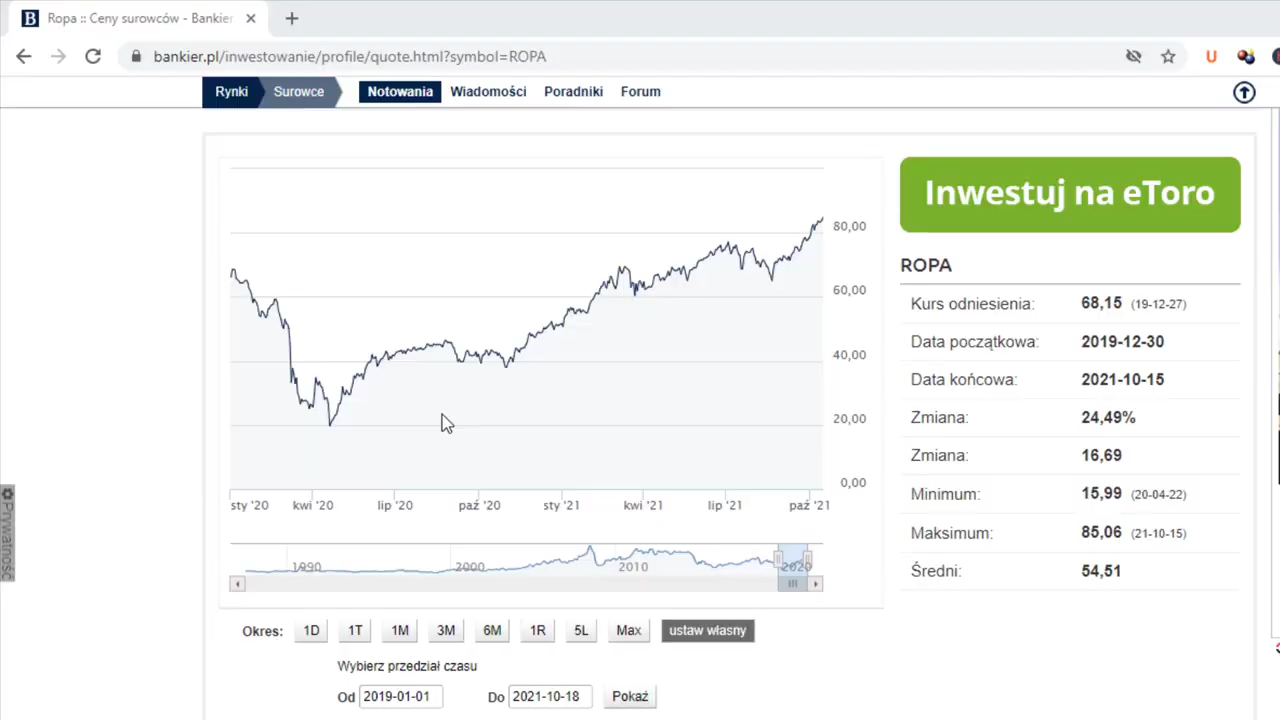 Ropa :: Ceny surowców - Bankier
bankier.pl/inwestowanie/profile/quote.html?symbol=ROPA
U
Rynki Surowce Notowania Wiadomości Poradniki Forum
80,00
60,00
40,00
20,00
0,00
sty '20 kwi '20 lip '20 paź '20 sty '21 kwi '21 lip '21 paź '21
1990 2000 2010 2020
Okres: 1D 1T 1M 3M 6M 1R 5L Max ustaw własny
Wybierz przedział czasu
Od 2019-01-01 Do 2021-10-18 Pokaż
Inwestuj na eToro
ROPA
Kurs odniesienia: 68,15 (19-12-27)
Data początkowa: 2019-12-30
Data końcowa: 2021-10-15
Zmiana: 24,49%
Zmiana: 16,69
Minimum: 15,99 (20-04-22)
Maksimum: 85,06 (21-10-15)
Średni: 54,51
Prywatność